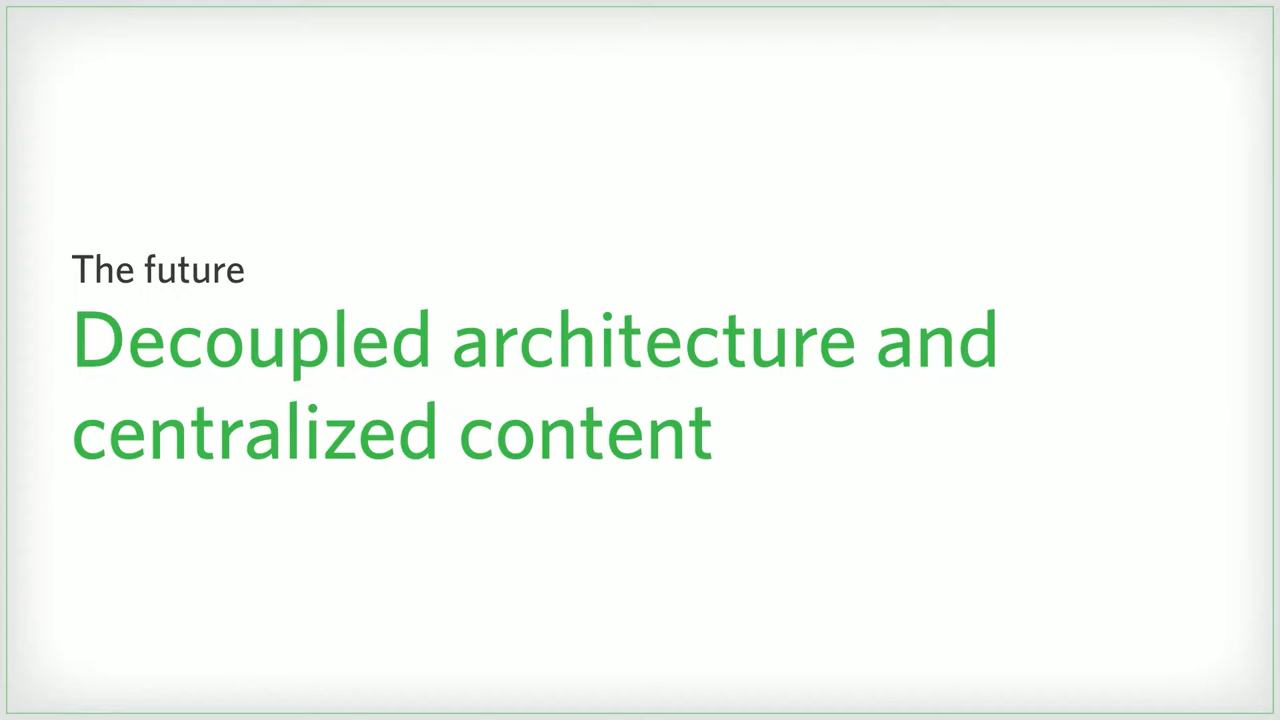 The future
Decoupled architecture and
centralized content